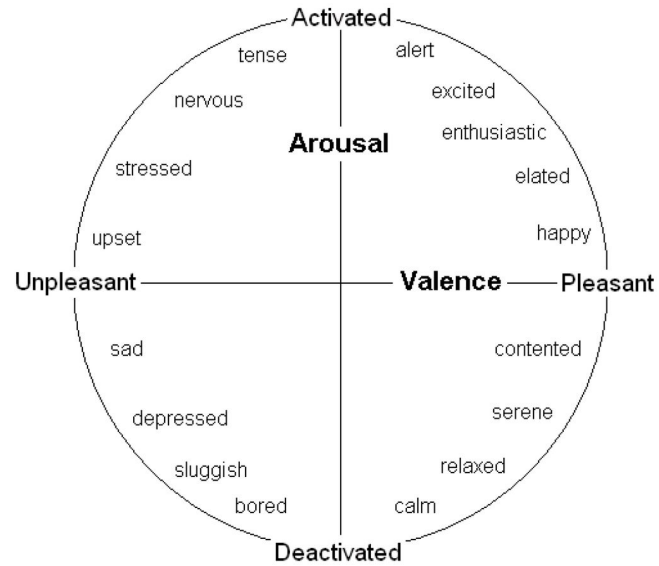 Activated
tense
alert
nervous
excited
enthusiastic
Arousal
stressed
elated
upset
happy
Unpleasant
Valence
Pleasant
sad
contented
depressed
serene
sluggish
relaxed
bored
calm
Deactivated